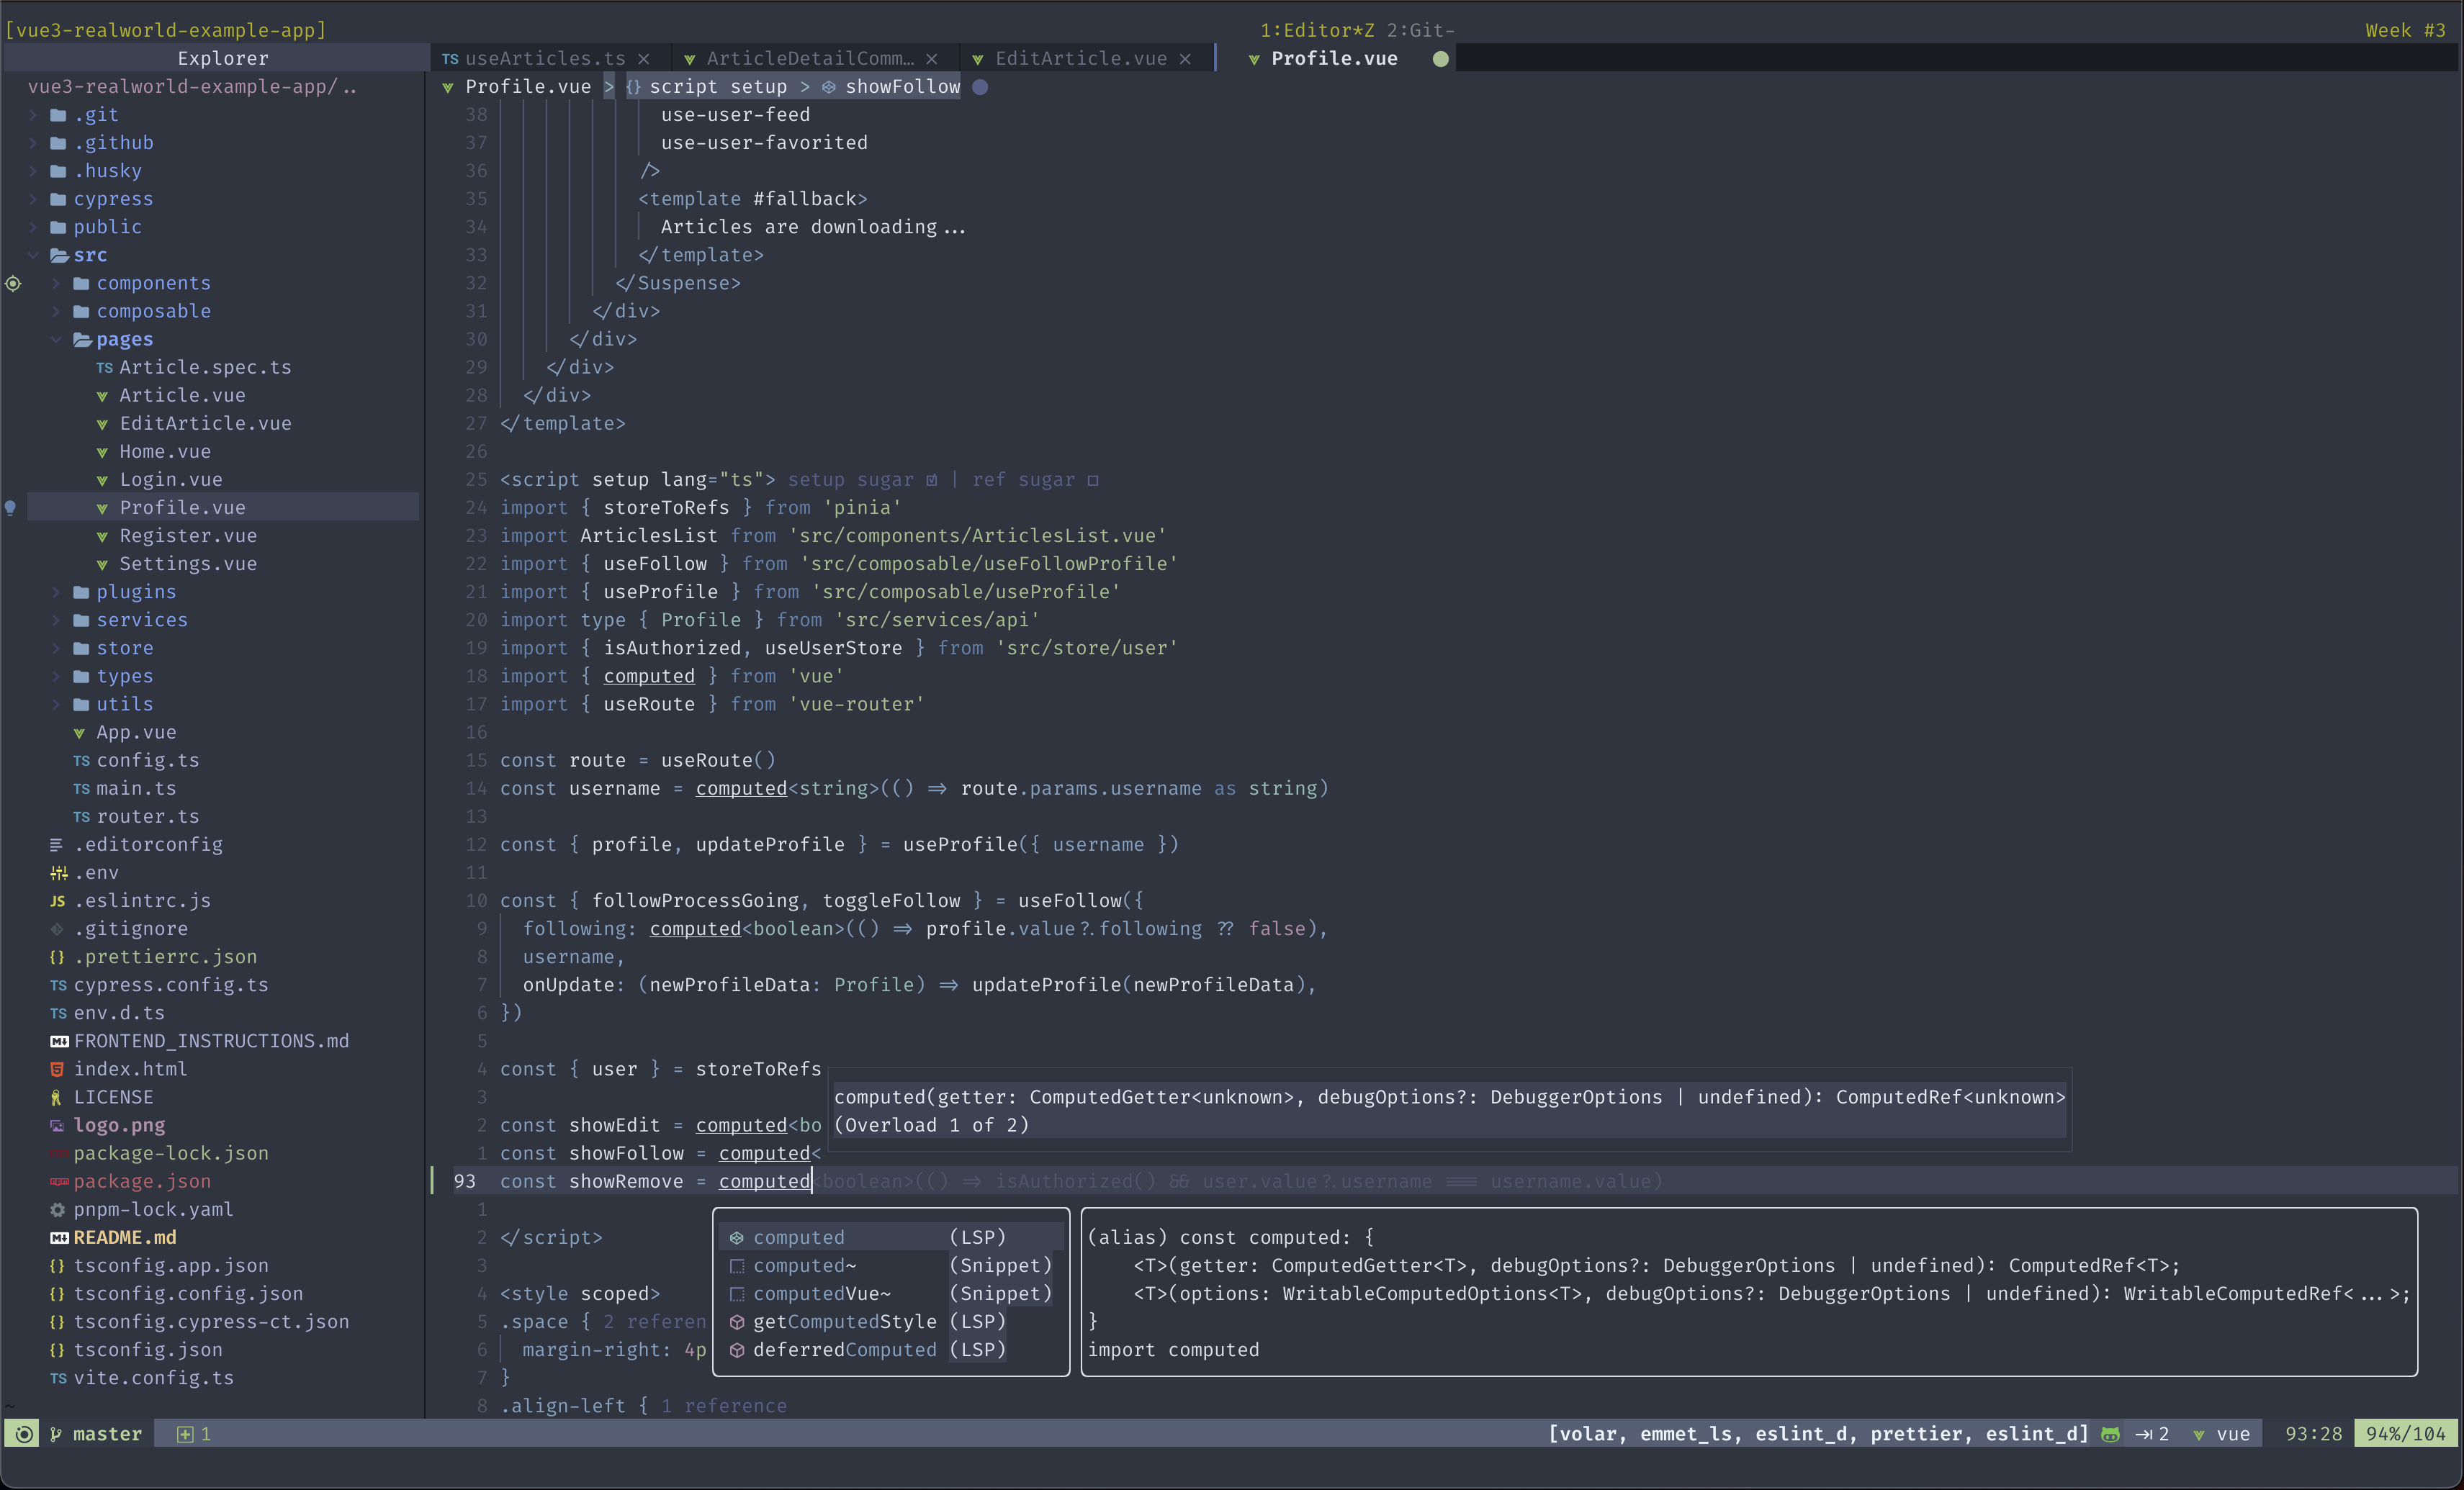 [vue3-realworld-example-app] 1:Editor*Z 2:Git- Week #3
Explorer
vue3-realworld-example-app/..
.git
.github
.husky
cypress
public
src
components
composable
pages
TS Article.spec.ts
Article.vue
EditArticle.vue
Home.vue
Login.vue
Profile.vue
Register.vue
Settings.vue
plugins
services
store
types
utils
App.vue
TS config.ts
TS main.ts
TS router.ts
.editorconfig
.env
JS .eslintrc.js
.gitignore
{} .prettierrc.json
TS cypress.config.ts
TS env.d.ts
M↓ FRONTEND_INSTRUCTIONS.md
index.html
LICENSE
logo.png
package-lock.json
package.json
pnpm-lock.yaml
M↓ README.md
{} tsconfig.app.json
{} tsconfig.config.json
{} tsconfig.cypress-ct.json
{} tsconfig.json
TS vite.config.ts
~
TS useArticles.ts × ArticleDetailComm… × EditArticle.vue × Profile.vue ●
Profile.vue > {} script setup > showFollow
38 use-user-feed
37 use-user-favorited
36 />
35 <template #fallback>
34 Articles are downloading...
33 </template>
32 </Suspense>
31 </div>
30 </div>
29 </div>
28 </div>
27 </template>
26
25 <script setup lang="ts"> setup sugar ☑ | ref sugar ☐
24 import { storeToRefs } from 'pinia'
23 import ArticlesList from 'src/components/ArticlesList.vue'
22 import { useFollow } from 'src/composable/useFollowProfile'
21 import { useProfile } from 'src/composable/useProfile'
20 import type { Profile } from 'src/services/api'
19 import { isAuthorized, useUserStore } from 'src/store/user'
18 import { computed } from 'vue'
17 import { useRoute } from 'vue-router'
16
15 const route = useRoute()
14 const username = computed<string>(() => route.params.username as string)
13
12 const { profile, updateProfile } = useProfile({ username })
11
10 const { followProcessGoing, toggleFollow } = useFollow({
9 following: computed<boolean>(() => profile.value?.following ?? false),
8 username,
7 onUpdate: (newProfileData: Profile) => updateProfile(newProfileData),
6 })
5
4 const { user } = storeToRefs
3
2 const showEdit = computed<bo
1 const showFollow = computed<
93 const showRemove = computed<boolean>(() => isAuthorized() && user.value?.username === username.value)
1
2 </script>
3
4 <style scoped>
5 .space { 2 referen
6 margin-right: 4p
7 }
8 .align-left { 1 reference
computed(getter: ComputedGetter<unknown>, debugOptions?: DebuggerOptions | undefined): ComputedRef<unknown>
(Overload 1 of 2)
computed (LSP)
computed~ (Snippet)
computedVue~ (Snippet)
getComputedStyle (LSP)
deferredComputed (LSP)
(alias) const computed: {
<T>(getter: ComputedGetter<T>, debugOptions?: DebuggerOptions | undefined): ComputedRef<T>;
<T>(options: WritableComputedOptions<T>, debugOptions?: DebuggerOptions | undefined): WritableComputedRef<...>;
}
import computed
master 1 [volar, emmet_ls, eslint_d, prettier, eslint_d] 2 vue 93:28 94%/104